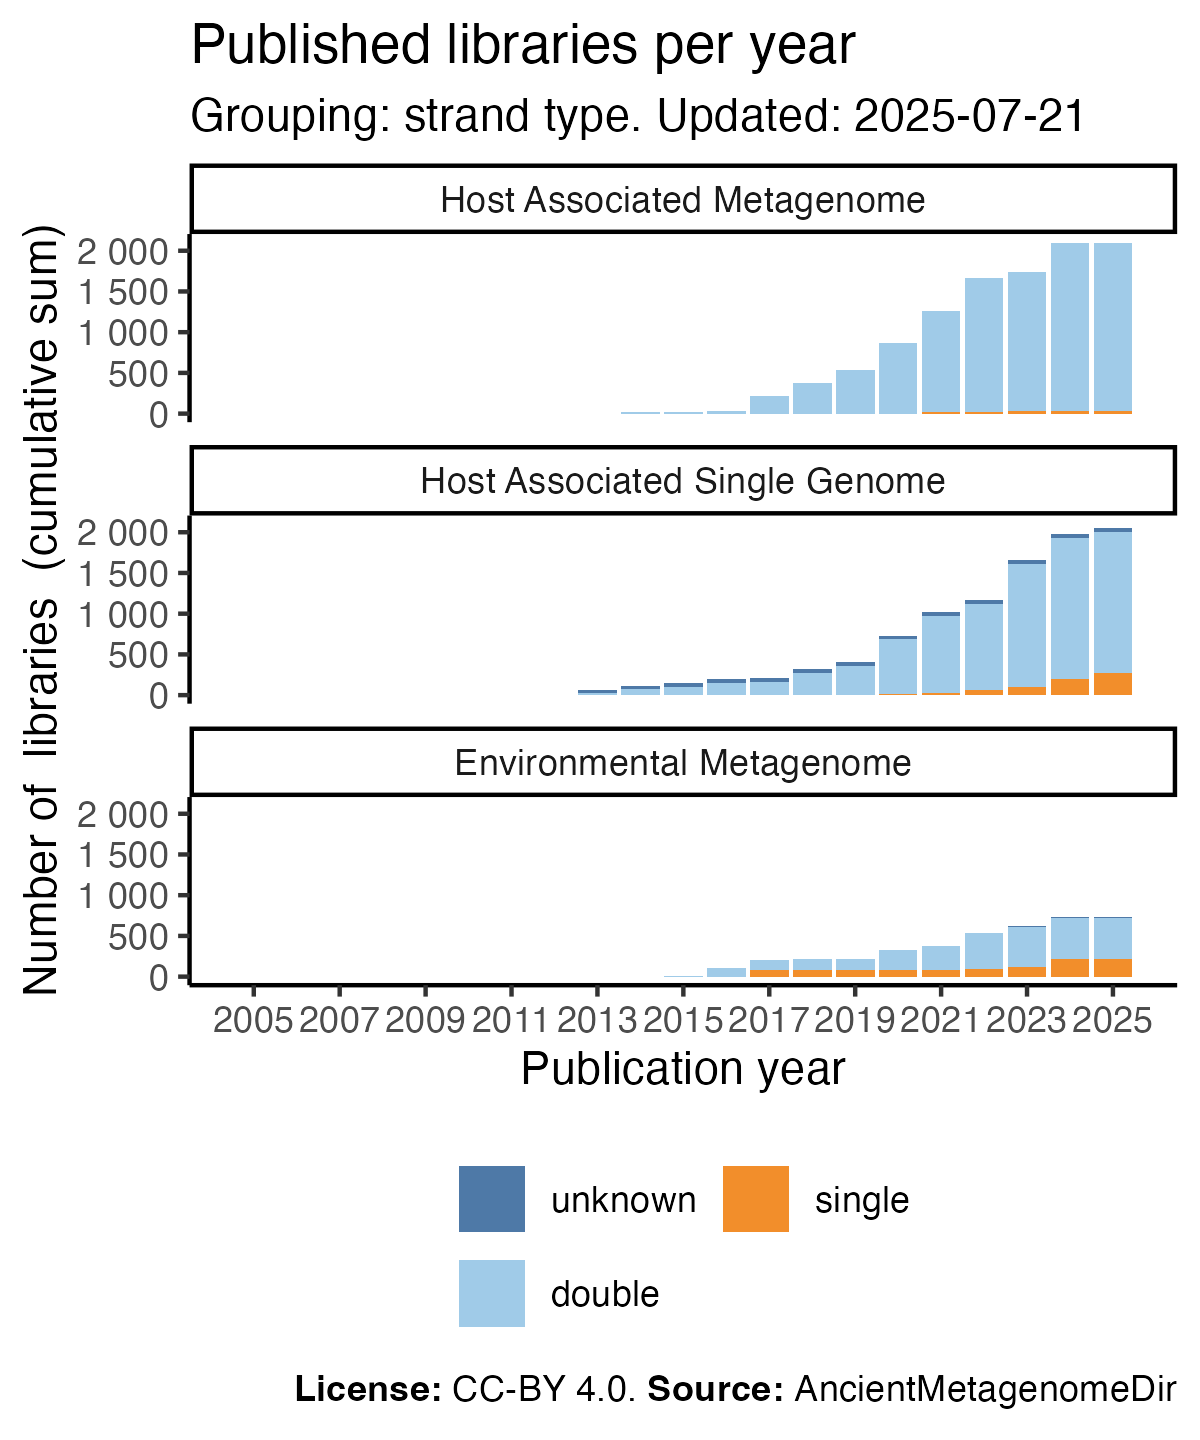 Published libraries per year
Grouping: strand type. Updated: 2025-07-21
Number of libraries (cumulative sum)
Host Associated Metagenome
2 000
1 500
1 000
500
0
Host Associated Single Genome
2 000
1 500
1 000
500
0
Environmental Metagenome
2 000
1 500
1 000
500
0
2005 2007 2009 2011 2013 2015 2017 2019 2021 2023 2025
Publication year
unknown single
double
License: CC-BY 4.0. Source: AncientMetagenomeDir